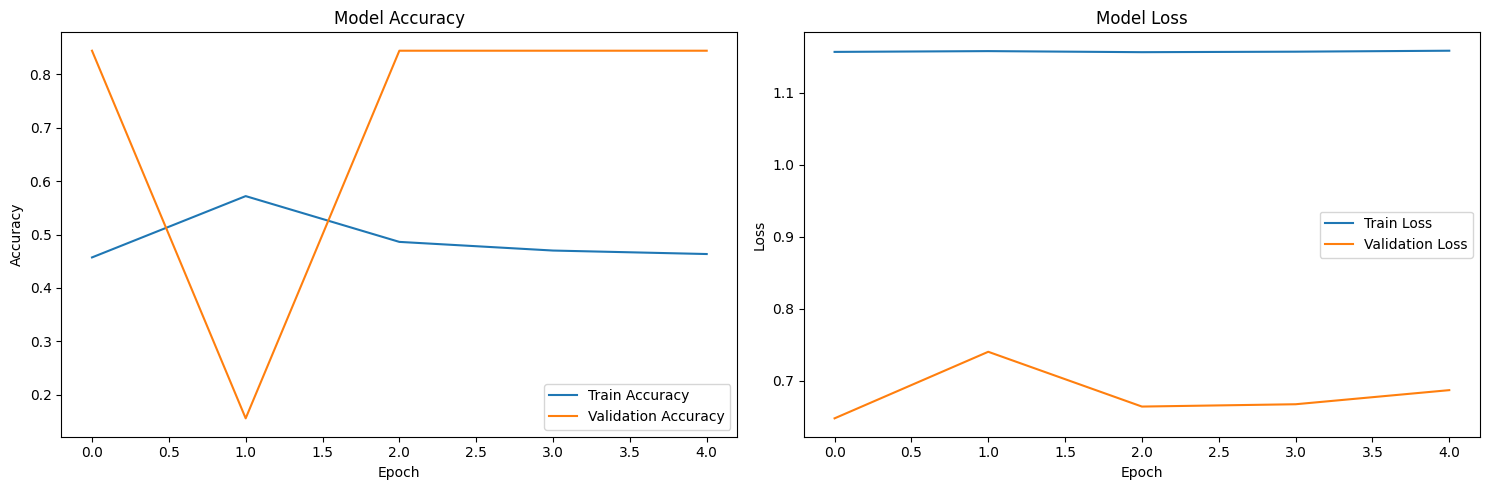 Model Accuracy
Accuracy
0.8
0.7
0.6
0.5
0.4
0.3
0.2
Train Accuracy
Validation Accuracy
0.0 0.5 1.0 1.5 2.0 2.5 3.0 3.5 4.0
Epoch
Model Loss
Loss
1.1
1.0
0.9
0.8
0.7
Train Loss
Validation Loss
0.0 0.5 1.0 1.5 2.0 2.5 3.0 3.5 4.0
Epoch